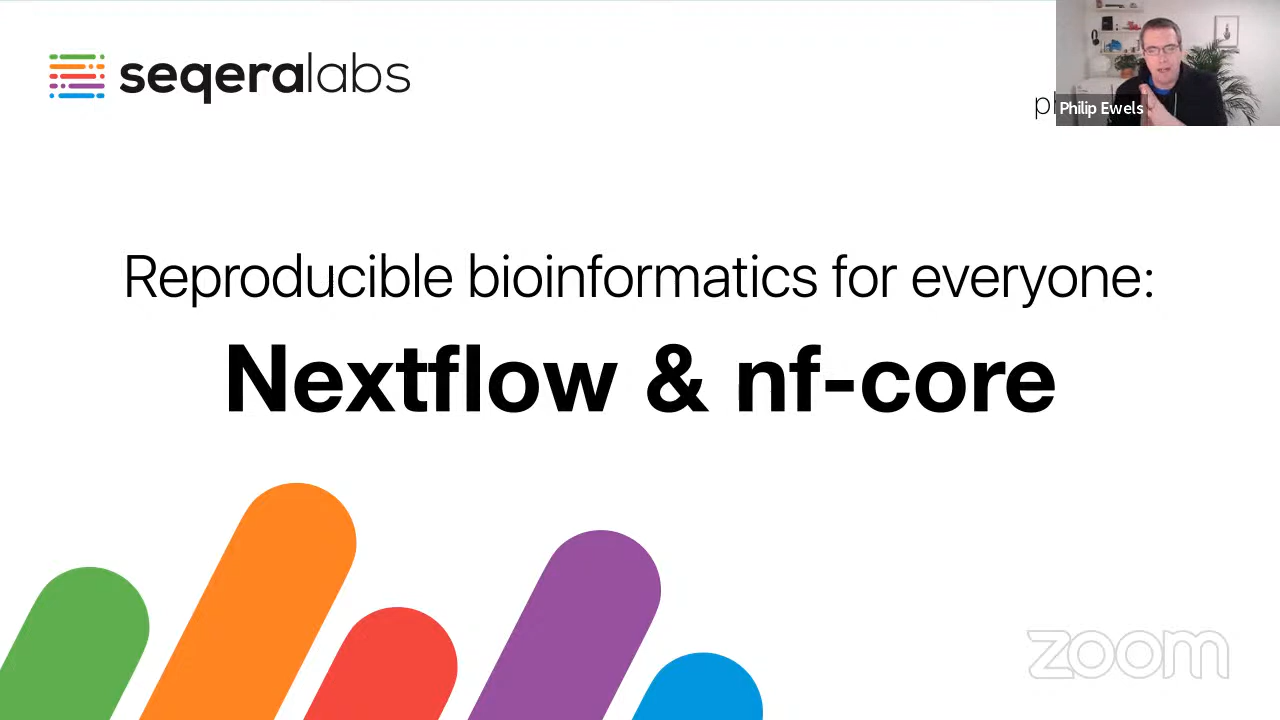 seqeralabs
Philip Ewels
Reproducible bioinformatics for everyone:
Nextflow & nf-core
zoom